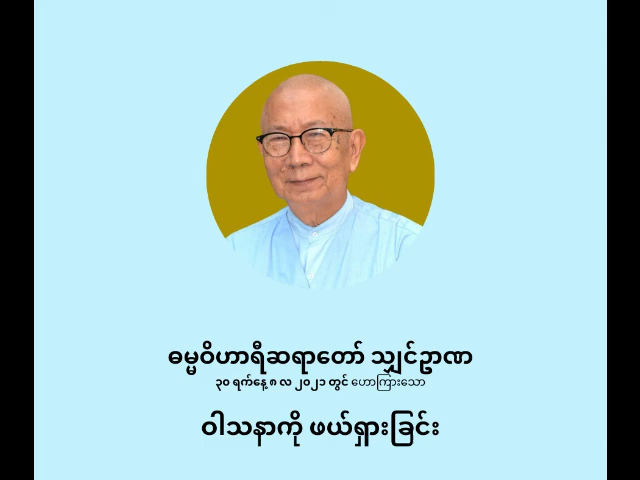 ဓမ္မဝိဟာရီဆရာတော် သျှင်ဥာဏ
၃၀ ရက်နေ့ ၈ လ ၂၀၂၁ တွင် ဟောကြားသော
ဝါသနာကို ဖယ်ရှားခြင်း